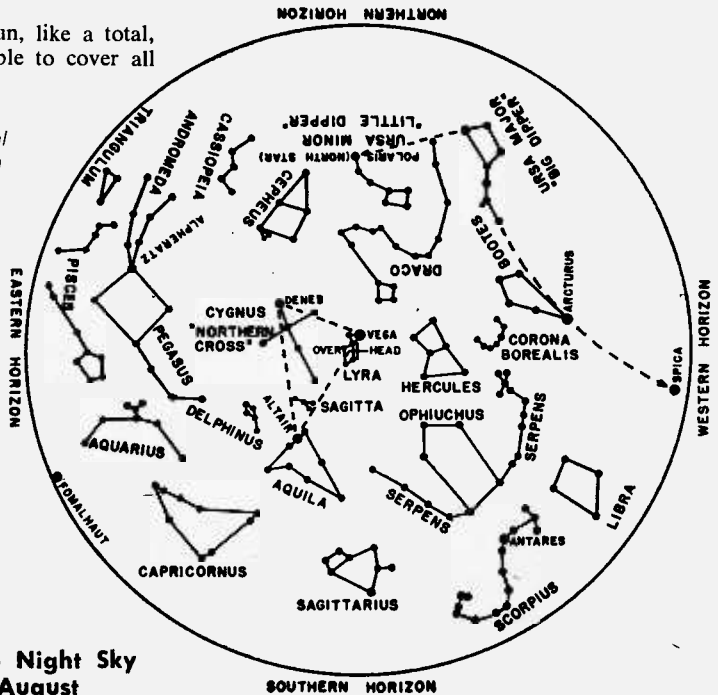 un, like a total,
ble to cover all
NORTHERN HORIZON
TRIANGULUM
ANDROMEDA
CASSIOPEIA
ALPHERATZ
CEPHEUS
"LITTLE DIPPER"
URSA MINOR
POLARIS (NORTH STAR)
URSA MAJOR
"BIG DIPPER"
BOOTES
DRACO
ARCTURUS
PISCES
EASTERN HORIZON
WESTERN HORIZON
SPICA
CYGNUS
"NORTHERN
CROSS"
DENEB
VEGA
OVERHEAD
LYRA
CORONA
BOREALIS
HERCULES
PEGASUS
DELPHINUS
ALTAIR
SAGITTA
OPHIUCHUS
SERPENS
AQUARIUS
AQUILA
SERPENS
LIBRA
FOMALHAUT
CAPRICORNUS
SAGITTARIUS
ANTARES
SCORPIUS
Night Sky
August
SOUTHERN HORIZON